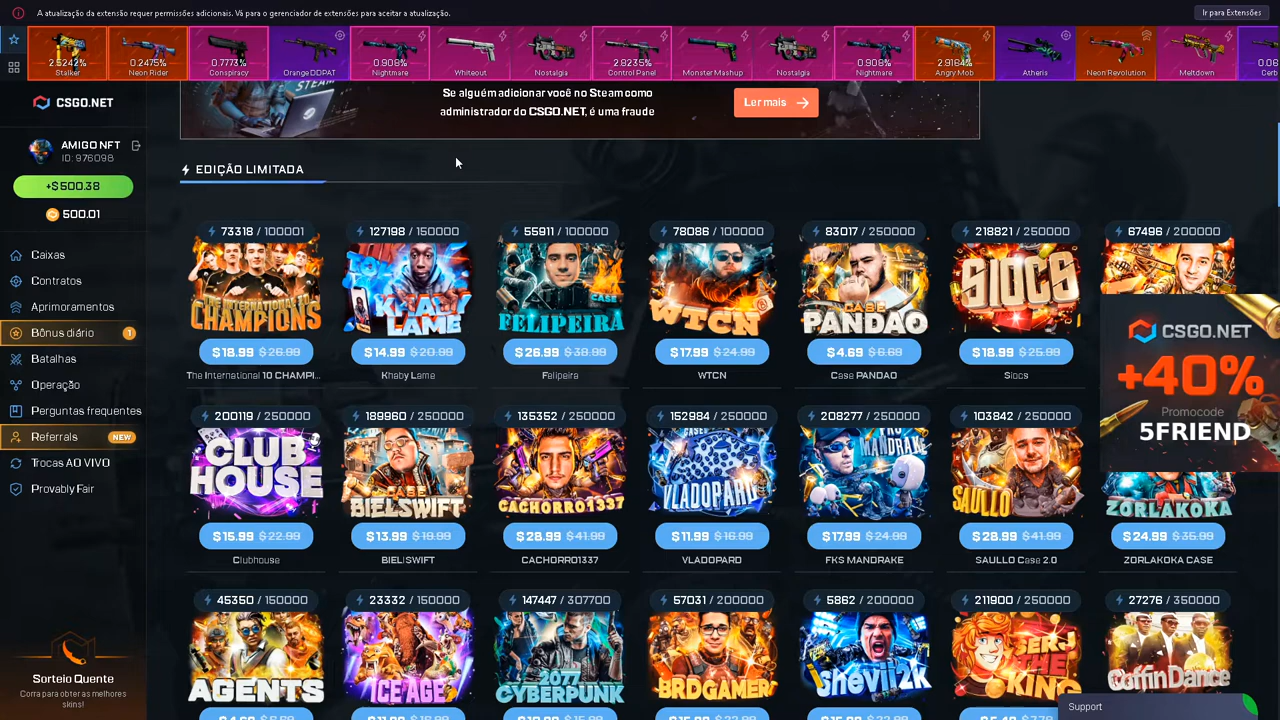 A atualização da extensão requer permissões adicionais. Vá para o gerenciador de extensões para aceitar a atualização.
Ir para Extensões
2.5242%
Stalker
0.2475%
Neon Rider
0.7773%
Conspiracy
Orange DDPAT
0.908%
Nightmare
Whiteout
Nostalgia
2.8235%
Control Panel
Monster Mashup
Nostalgia
0.908%
Nightmare
2.9164%
Angry Mob
Atheris
Neon Revolution
Meltdown
0.06
Cerb
CSGO.NET
AMIGO NFT
ID: 976098
+$500.38
500.01
Caixas
Contratos
Aprimoramentos
Bônus diário
1
Batalhas
Operação
Perguntas frequentes
Referrals
NEW
Trocas AO VIVO
Provably Fair
Sorteio Quente
Corra para obter as melhores
skins!
STEAM
Se alguém adicionar você no Steam como
administrador do CSGO.NET, é uma fraude
Ler mais
EDIÇÃO LIMITADA
73318 / 100001
127198 / 150000
55911 / 100000
78086 / 100000
83017 / 250000
218821 / 250000
67496 / 200000
THE INTERNATIONAL 10
CHAMPIONS
KHABY
LAME
CASE
FELIPEIRA
WTCN
CASE
PANDAO
SIOCS
$18.99 $26.99
$14.99 $20.99
$26.99 $38.99
$17.99 $24.99
$4.69 $6.69
$18.99 $25.99
The International 10 CHAMPI...
Khaby Lame
Felipeira
WTCN
Case PANDAO
Siocs
CSGO.NET
+40%
Promocode
5FRIEND
200119 / 250000
189960 / 250000
135352 / 250000
152984 / 250000
208277 / 250000
103842 / 250000
CLUB
HOUSE
CASE
BIELSWIFT
CACHORRO1337
VLADOPARD
FKS
MANDRAKE
SAULLO
ZORLAKOKA
$15.99 $22.99
$13.99 $19.99
$28.99 $41.99
$11.99 $16.99
$17.99 $24.99
$28.99 $41.99
$24.99 $35.99
Clubhouse
BIELISWIFT
CACHORRO1337
VLADOPARD
FKS MANDRAKE
SAULLO Case 2.0
ZORLAKOKA CASE
45350 / 150000
23332 / 150000
147447 / 307700
57031 / 200000
5862 / 200000
211900 / 250000
27276 / 350000
AGENTS
ICE AGE
2077
CYBERPUNK
BRDGAMER
shevii2k
SERJ
THE
KING
Coffin Dance
Support